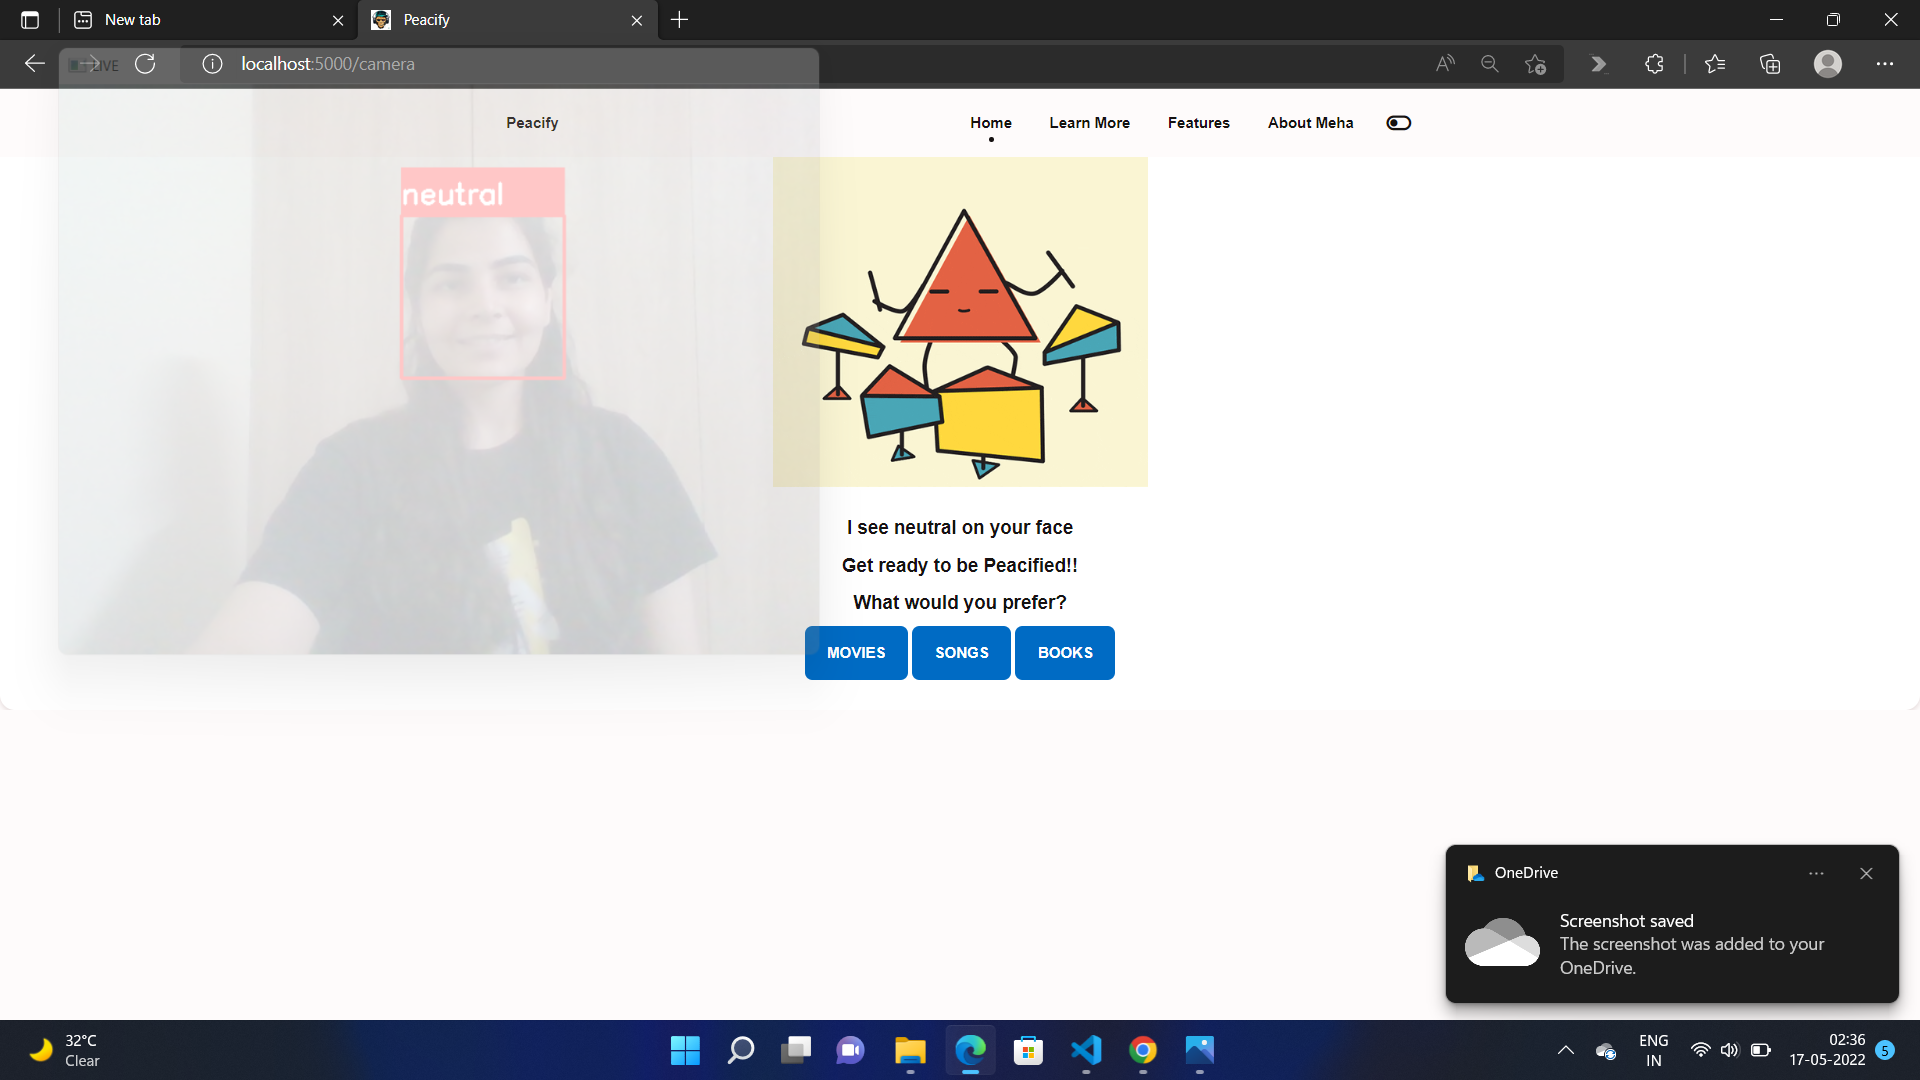 New tab
Peacify
localhost:5000/camera
LIVE
Peacify
Home
Learn More
Features
About Meha
neutral
I see neutral on your face
Get ready to be Peacified!!
What would you prefer?
MOVIES
SONGS
BOOKS
OneDrive
Screenshot saved
The screenshot was added to your
OneDrive.
32°C
Clear
ENG
IN
02:36
17-05-2022
5